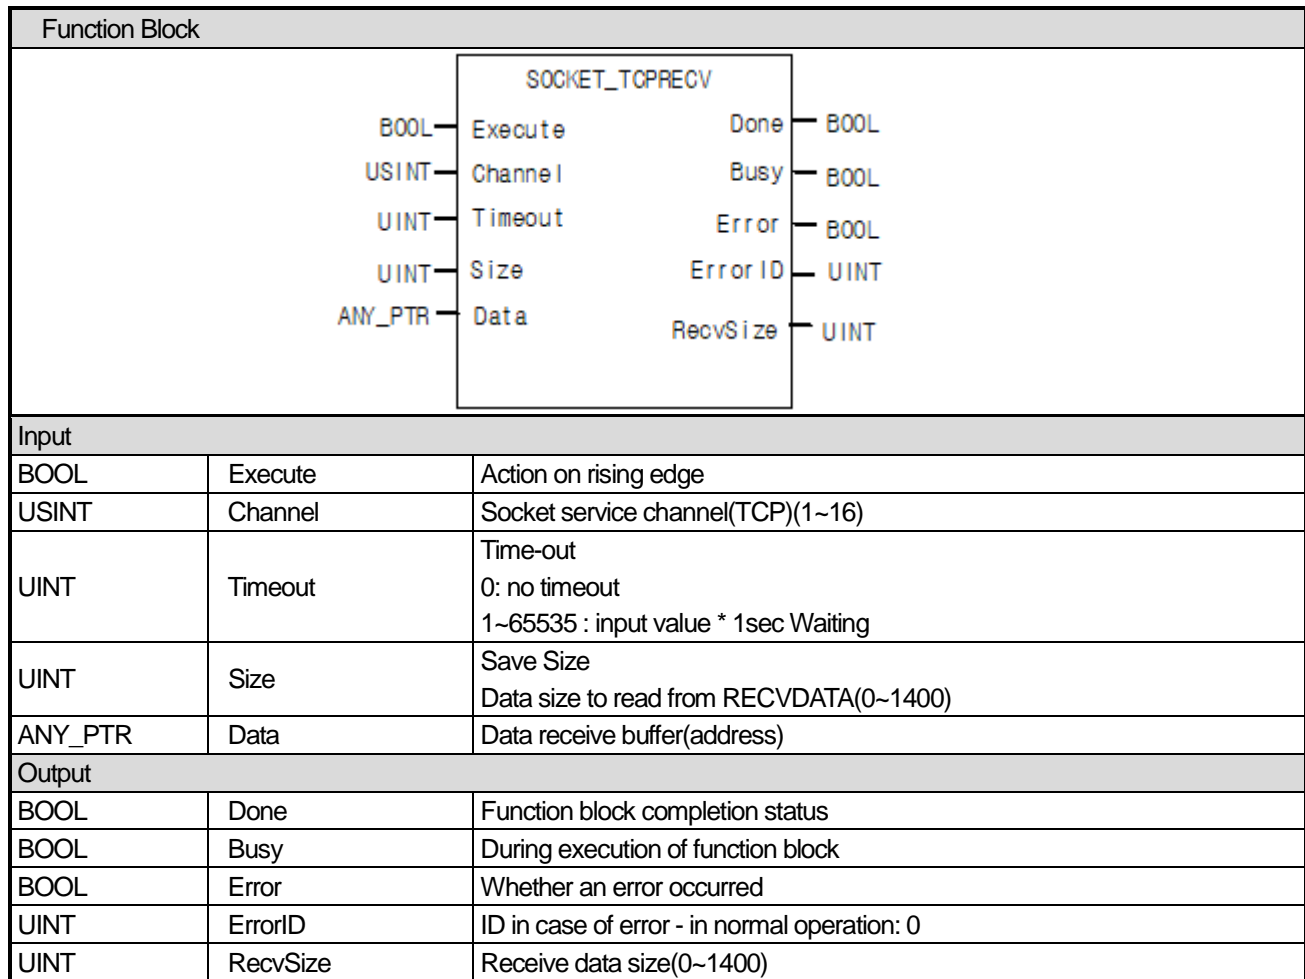 Function Block
SOCKET_TCPRECV
BOOL Execute Done BOOL
USINT Channel Busy BOOL
UINT Timeout Error BOOL
UINT Size ErrorID UINT
ANY_PTR Data RecvSize UINT
Input
BOOL Execute Action on rising edge
USINT Channel Socket service channel(TCP)(1~16)
UINT Timeout Time-out
0: no timeout
1~65535 : input value * 1sec Waiting
UINT Size Save Size
Data size to read from RECVDATA(0~1400)
ANY_PTR Data Data receive buffer(address)
Output
BOOL Done Function block completion status
BOOL Busy During execution of function block
BOOL Error Whether an error occurred
UINT ErrorID ID in case of error - in normal operation: 0
UINT RecvSize Receive data size(0~1400)